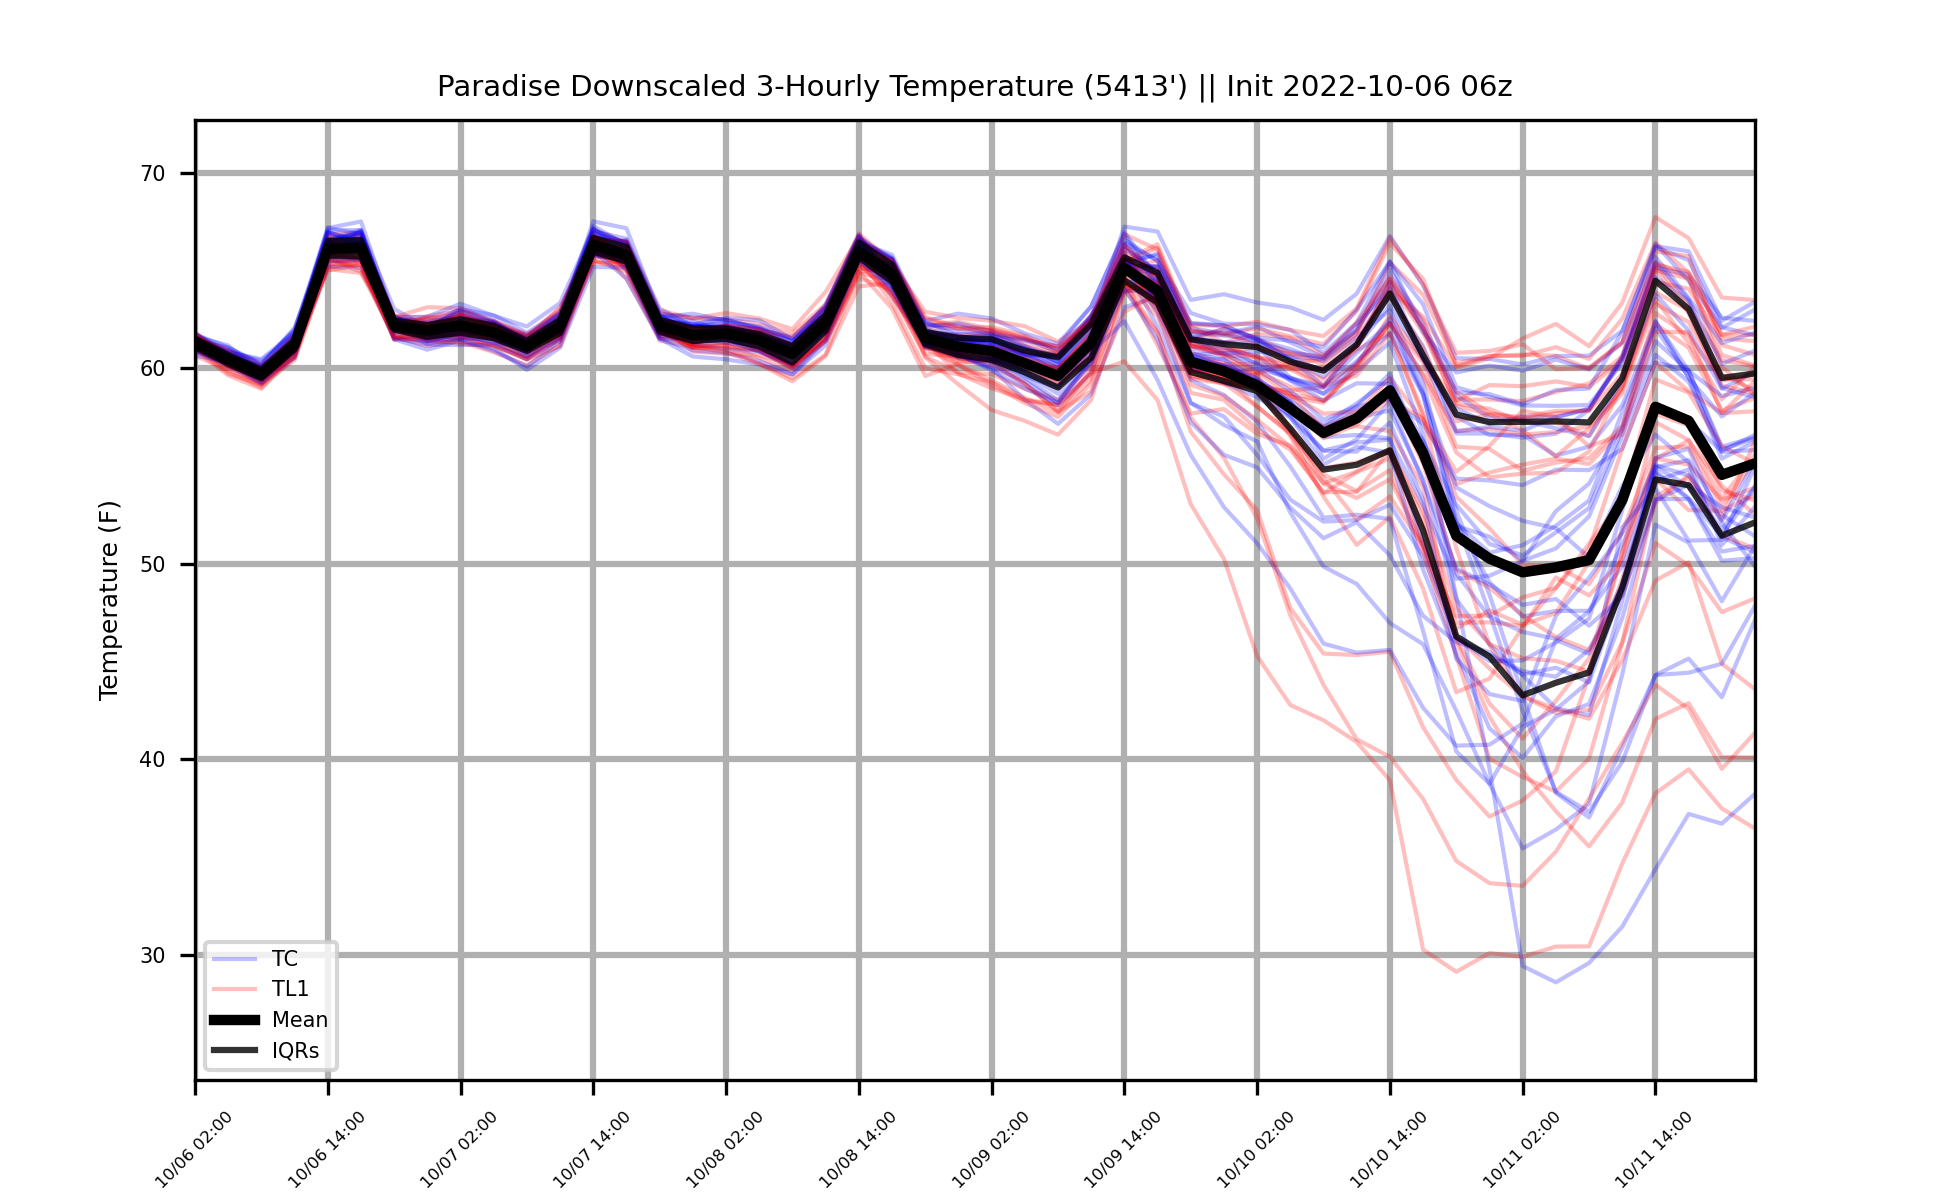 Paradise Downscaled 3-Hourly Temperature (5413') || Init 2022-10-06 06z
Temperature (F)
70
60
50
40
30
TC
TL1
Mean
IQRs
10/06 02:00
10/06 14:00
10/07 02:00
10/07 14:00
10/08 02:00
10/08 14:00
10/09 02:00
10/09 14:00
10/10 02:00
10/10 14:00
10/11 02:00
10/11 14:00